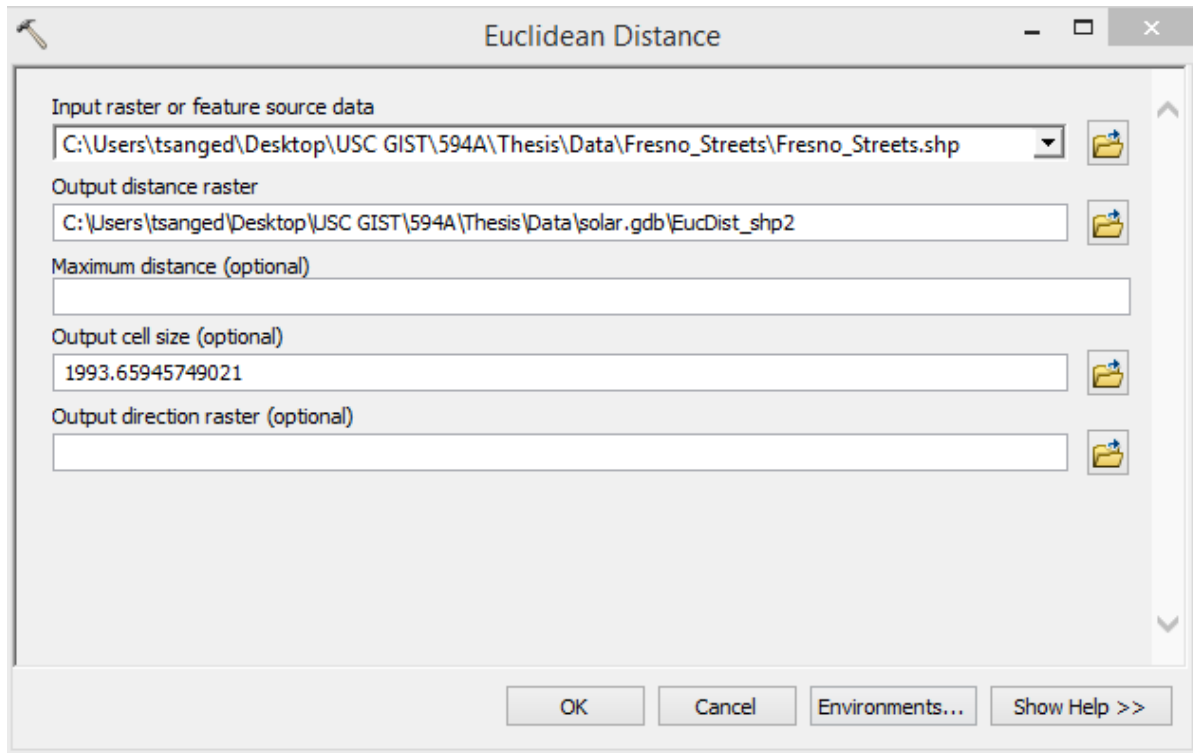 Euclidean Distance
Input raster or feature source data
C:\Users\tsanged\Desktop\USC GIST\594A\Thesis\Data\Fresno_Streets\Fresno_Streets.shp
Output distance raster
C:\Users\tsanged\Desktop\USC GIST\594A\Thesis\Data\solar.gdb\EucDist_shp2
Maximum distance (optional)
Output cell size (optional)
1993.65945749021
Output direction raster (optional)
OK Cancel Environments... Show Help >>